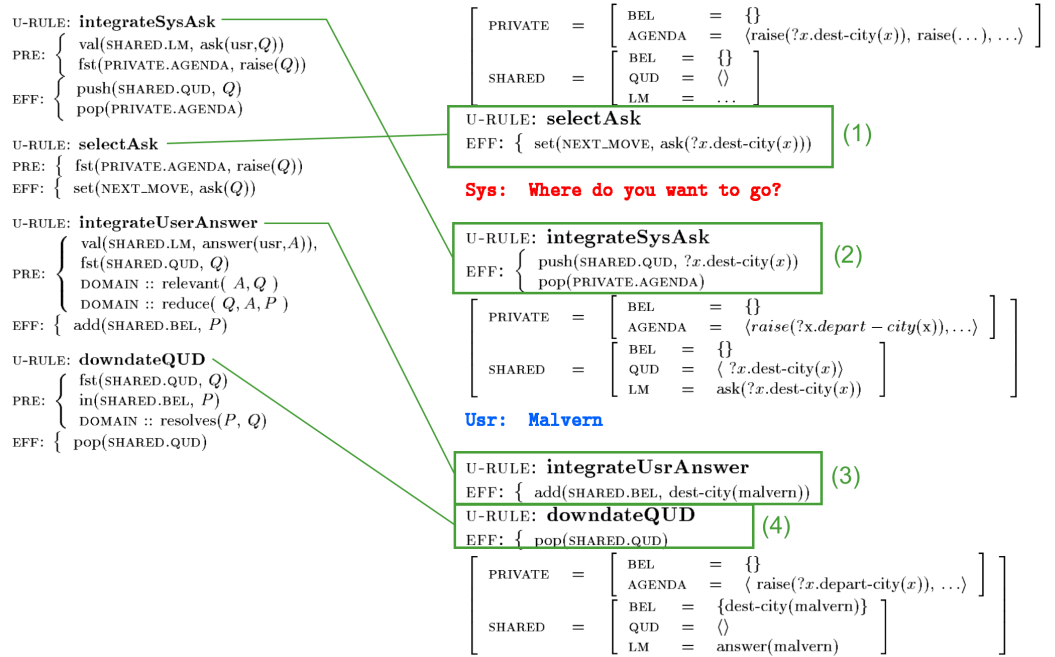 U-RULE: integrateSysAsk
PRE: { val(SHARED.LM, ask(usr,Q))
fst(PRIVATE.AGENDA, raise(Q))
EFF: { push(SHARED.QUD, Q)
pop(PRIVATE.AGENDA)
U-RULE: selectAsk
PRE: { fst(PRIVATE.AGENDA, raise(Q))
EFF: { set(NEXT_MOVE, ask(Q))
U-RULE: integrateUserAnswer
PRE: { val(SHARED.LM, answer(usr,A)),
fst(SHARED.QUD, Q)
DOMAIN :: relevant( A,Q )
DOMAIN :: reduce( Q,A,P )
EFF: { add(SHARED.BEL, P)
U-RULE: downdateQUD
PRE: { fst(SHARED.QUD, Q)
in(SHARED.BEL, P)
DOMAIN :: resolves(P, Q)
EFF: { pop(SHARED.QUD)
PRIVATE = [ BEL = {}
AGENDA = ⟨raise(?x.dest-city(x)), raise(...), ...⟩ ]
SHARED = [ BEL = {}
QUD = ⟨⟩
LM = ... ]
U-RULE: selectAsk
EFF: { set(NEXT_MOVE, ask(?x.dest-city(x)))
(1)
Sys: Where do you want to go?
U-RULE: integrateSysAsk
EFF: { push(SHARED.QUD, ?x.dest-city(x))
pop(PRIVATE.AGENDA)
(2)
PRIVATE = [ BEL = {}
AGENDA = ⟨raise(?x.depart − city(x)),...⟩ ]
SHARED = [ BEL = {}
QUD = ⟨ ?x.dest-city(x)⟩
LM = ask(?x.dest-city(x)) ]
Usr: Malvern
U-RULE: integrateUsrAnswer
EFF: { add(SHARED.BEL, dest-city(malvern))
(3)
U-RULE: downdateQUD
EFF: { pop(SHARED.QUD)
(4)
PRIVATE = [ BEL = {}
AGENDA = ⟨ raise(?x.depart-city(x)), ...⟩ ]
SHARED = [ BEL = {dest-city(malvern)}
QUD = ⟨⟩
LM = answer(malvern) ]